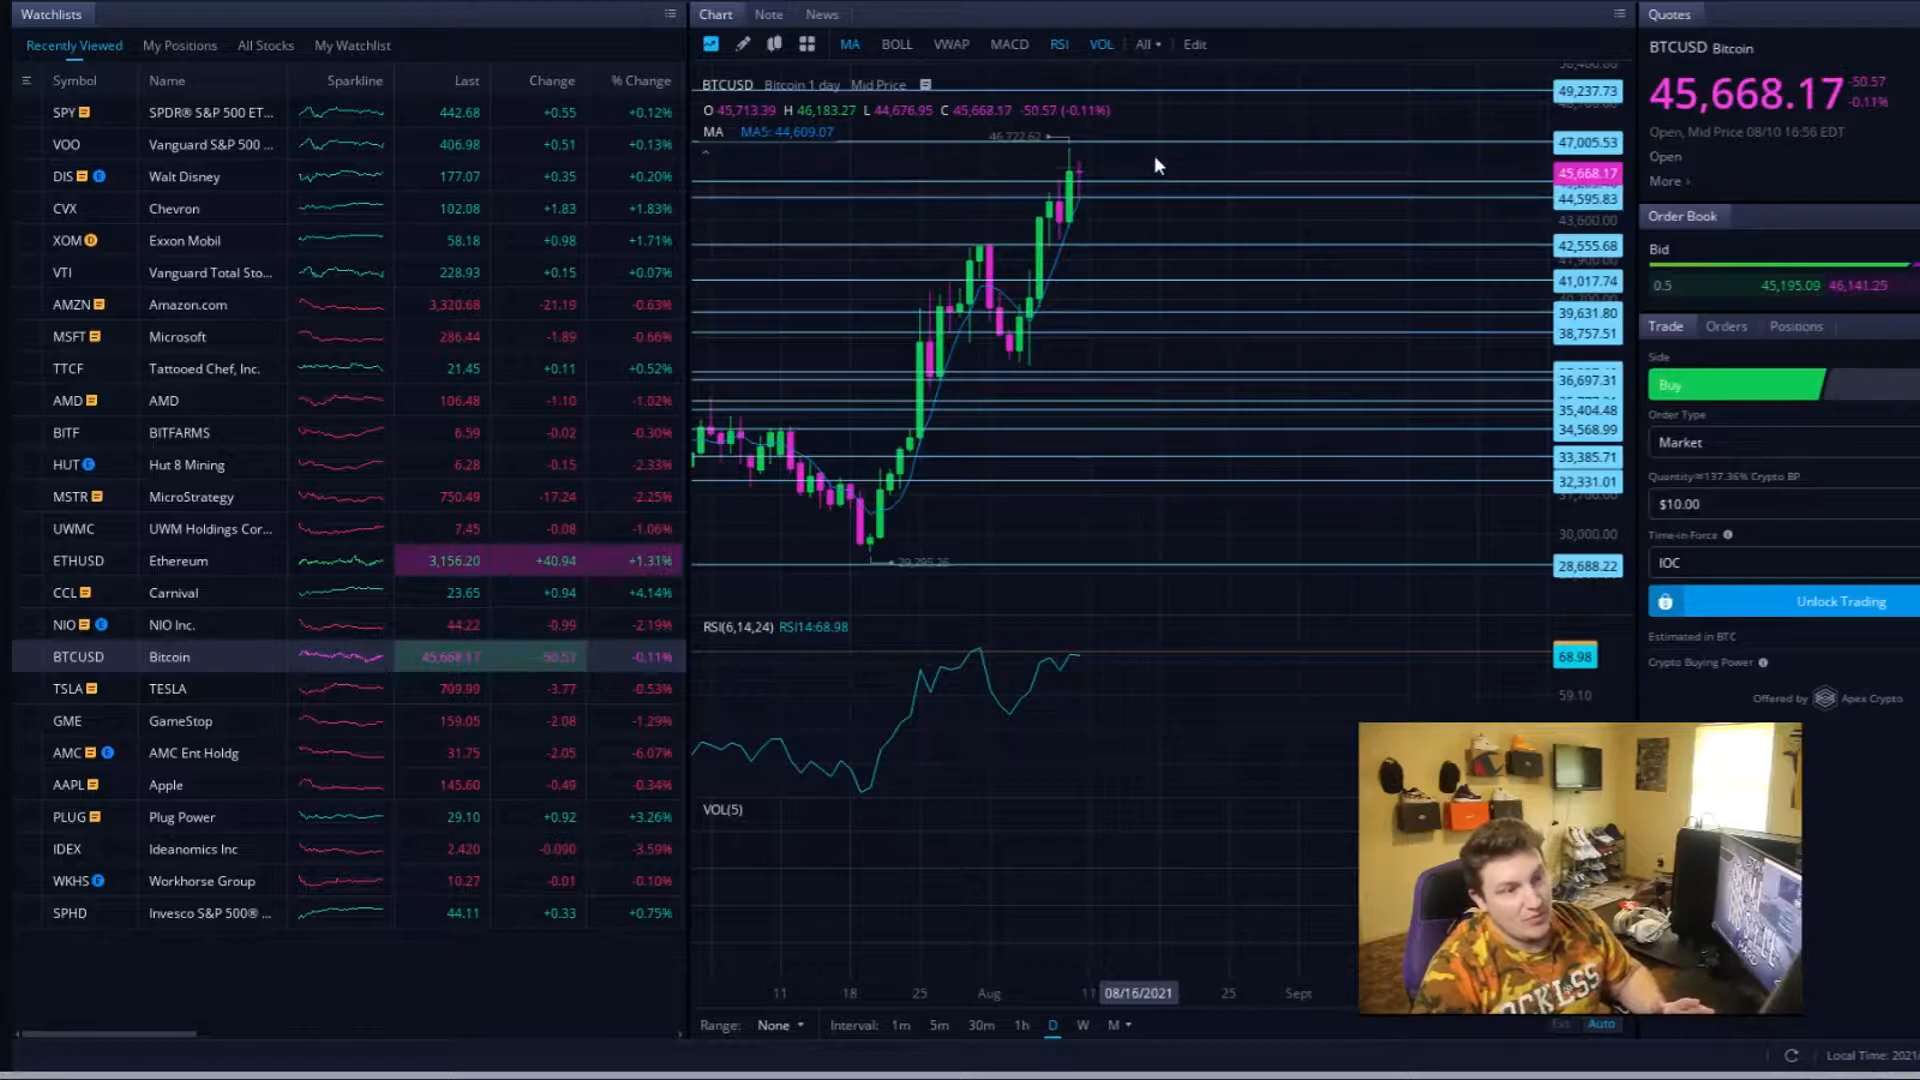 Watchlists
Recently Viewed My Positions All Stocks My Watchlist
Symbol Name Sparkline Last Change % Change
SPY SPDR® S&P 500 ET... 442.68 +0.55 +0.12%
VOO Vanguard S&P 500 ... 406.98 +0.51 +0.13%
DIS E Walt Disney 177.07 +0.35 +0.20%
CVX Chevron 102.08 +1.83 +1.83%
XOM D Exxon Mobil 58.18 +0.98 +1.71%
VTI Vanguard Total Sto... 228.93 +0.15 +0.07%
AMZN Amazon.com 3,320.68 -21.19 -0.63%
MSFT Microsoft 286.44 -1.89 -0.66%
TTCF Tattooed Chef, Inc. 21.45 +0.11 +0.52%
AMD AMD 106.48 -1.10 -1.02%
BITF BITFARMS 6.59 -0.02 -0.30%
HUT E Hut 8 Mining 6.28 -0.15 -2.33%
MSTR MicroStrategy 750.49 -17.24 -2.25%
UWMC UWM Holdings Cor... 7.45 -0.08 -1.06%
ETHUSD Ethereum 3,156.20 +40.94 +1.31%
CCL Carnival 23.65 +0.94 +4.14%
NIO E NIO Inc. 44.22 -0.99 -2.19%
BTCUSD Bitcoin 45,668.17 -50.57 -0.11%
TSLA TESLA 709.99 -3.77 -0.53%
GME GameStop 159.05 -2.08 -1.29%
AMC E AMC Ent Holdg 31.75 -2.05 -6.07%
AAPL Apple 145.60 -0.49 -0.34%
PLUG Plug Power 29.10 +0.92 +3.26%
IDEX Ideanomics Inc 2.420 -0.090 -3.59%
WKHS E Workhorse Group 10.27 -0.01 -0.10%
SPHD Invesco S&P 500® ... 44.11 +0.33 +0.75%
Chart Note News
MA BOLL VWAP MACD RSI VOL All Edit
BTCUSD Bitcoin 1 day Mid Price
O 45,713.39 H 46,183.27 L 44,676.95 C 45,668.17 -50.57 (-0.11%)
MA MA5: 44,609.07
46,722.62
49,237.73
47,005.53
45,668.17
44,595.83
43,600.00
42,555.68
41,017.74
39,631.80
38,757.51
36,697.31
35,404.48
34,568.99
33,385.71
32,331.01
30,000.00
28,688.22
RSI(6,14,24) RSI14:68.98
68.98
59.10
VOL(5)
11 18 25 Aug 11 08/16/2021 25 Sept
Range: None Interval: 1m 5m 30m 1h D W M
Auto
Quotes
BTCUSD Bitcoin
45,668.17 -50.57
-0.11%
Open, Mid Price 08/10 16:56 EDT
Open
More
Order Book
Bid
0.5 45,195.09 46,141.25
Trade Orders Positions
Side
Buy
Order Type
Market
Quantity≈137.36% Crypto BP
$10.00
Time-in-Force
IOC
Unlock Trading
Estimated in BTC
Crypto Buying Power
Offered by Apex Crypto
Local Time: 2021/